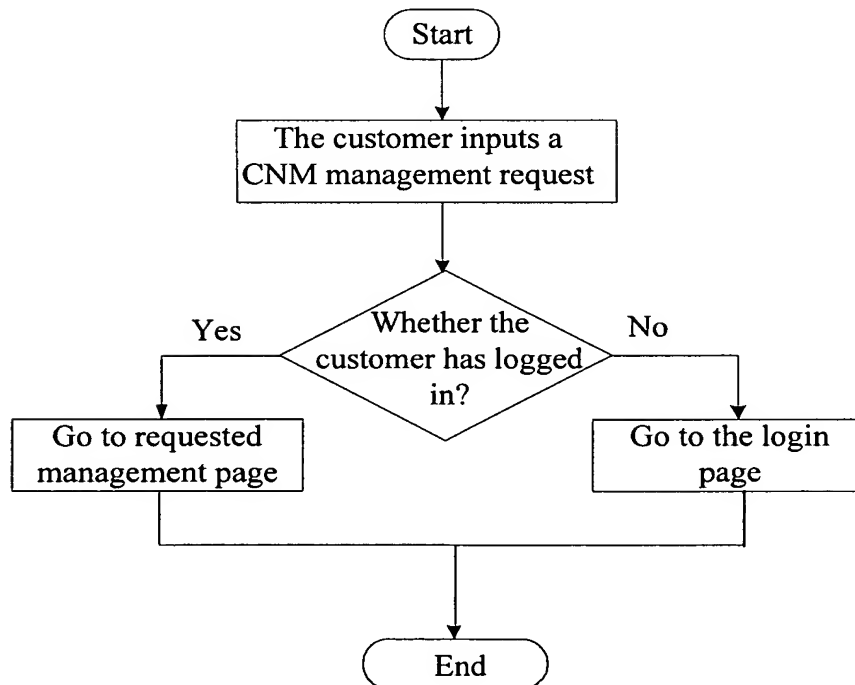 Start
The customer inputs a
CNM management request
Whether the
customer has logged
in?
Yes
No
Go to requested
management page
Go to the login
page
End